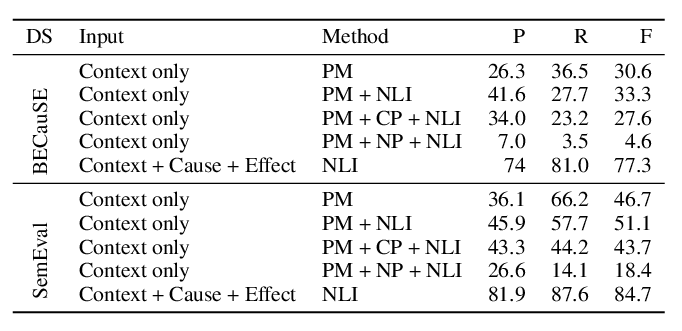 DS Input Method P R F
BECauSE
Context only PM 26.3 36.5 30.6
Context only PM + NLI 41.6 27.7 33.3
Context only PM + CP + NLI 34.0 23.2 27.6
Context only PM + NP + NLI 7.0 3.5 4.6
Context + Cause + Effect NLI 74 81.0 77.3
SemEval
Context only PM 36.1 66.2 46.7
Context only PM + NLI 45.9 57.7 51.1
Context only PM + CP + NLI 43.3 44.2 43.7
Context only PM + NP + NLI 26.6 14.1 18.4
Context + Cause + Effect NLI 81.9 87.6 84.7